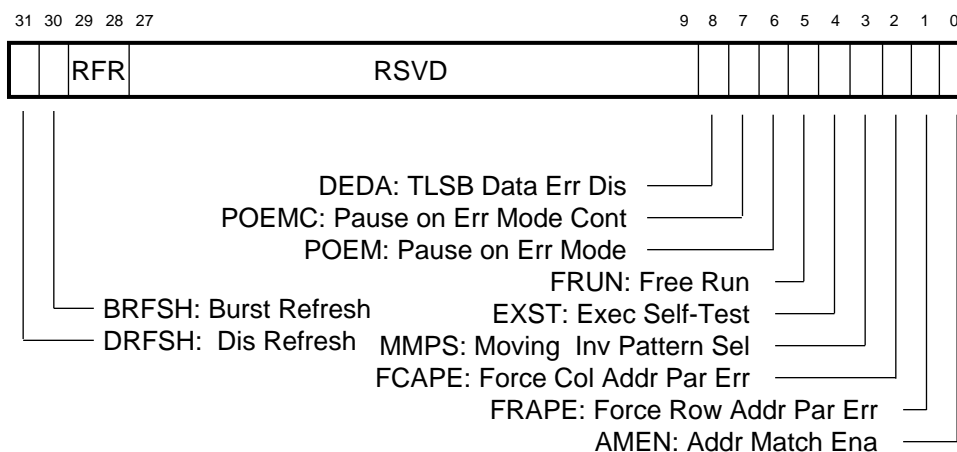 31 30 29 28 27 9 8 7 6 5 4 3 2 1 0
RFR RSVD
DEDA: TLSB Data Err Dis
POEMC: Pause on Err Mode Cont
POEM: Pause on Err Mode
FRUN: Free Run
BRFSH: Burst Refresh EXST: Exec Self-Test
DRFSH: Dis Refresh MMPS: Moving Inv Pattern Sel
FCAPE: Force Col Addr Par Err
FRAPE: Force Row Addr Par Err
AMEN: Addr Match Ena